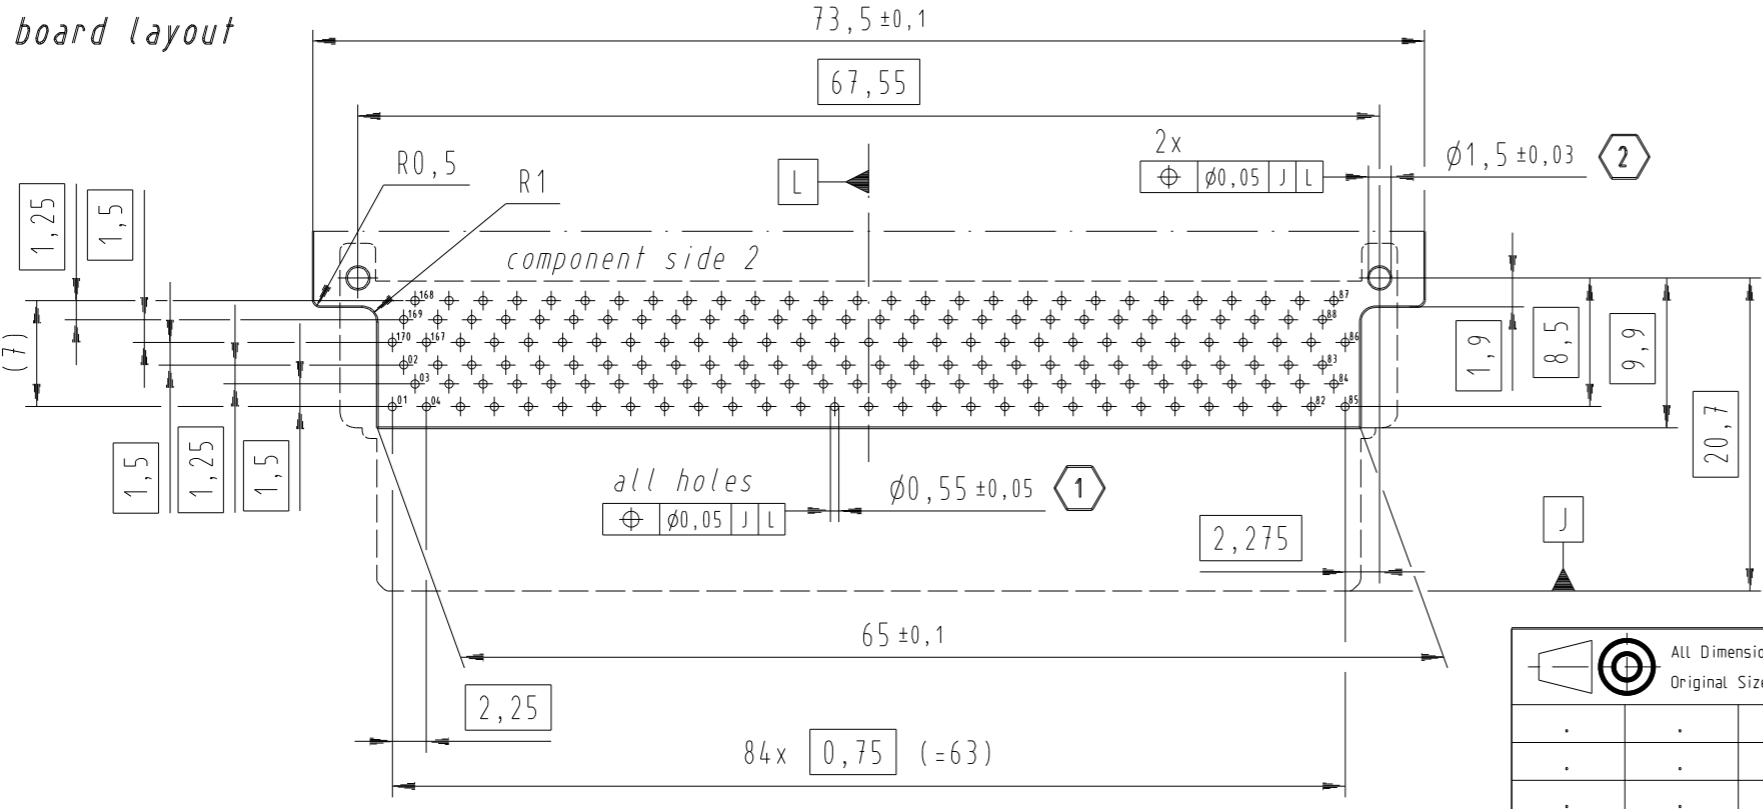 board layout
73,5 ±0,1
67,55
2x
⌖ ø0,05 J L
ø1,5 ±0,03 2
R0,5
R1
L
1,25
1,5
component side 2
168
87
169
88
170
167
86
02
83
03
84
01
04
82
85
(7)
1,9
8,5
9,9
20,7
1,5
1,25
1,5
all holes
⌖ ø0,05 J L
ø0,55 ±0,05 1
2,275
J
65 ±0,1
2,25
84x 0,75 (=63)
All Dimensio
Original Size